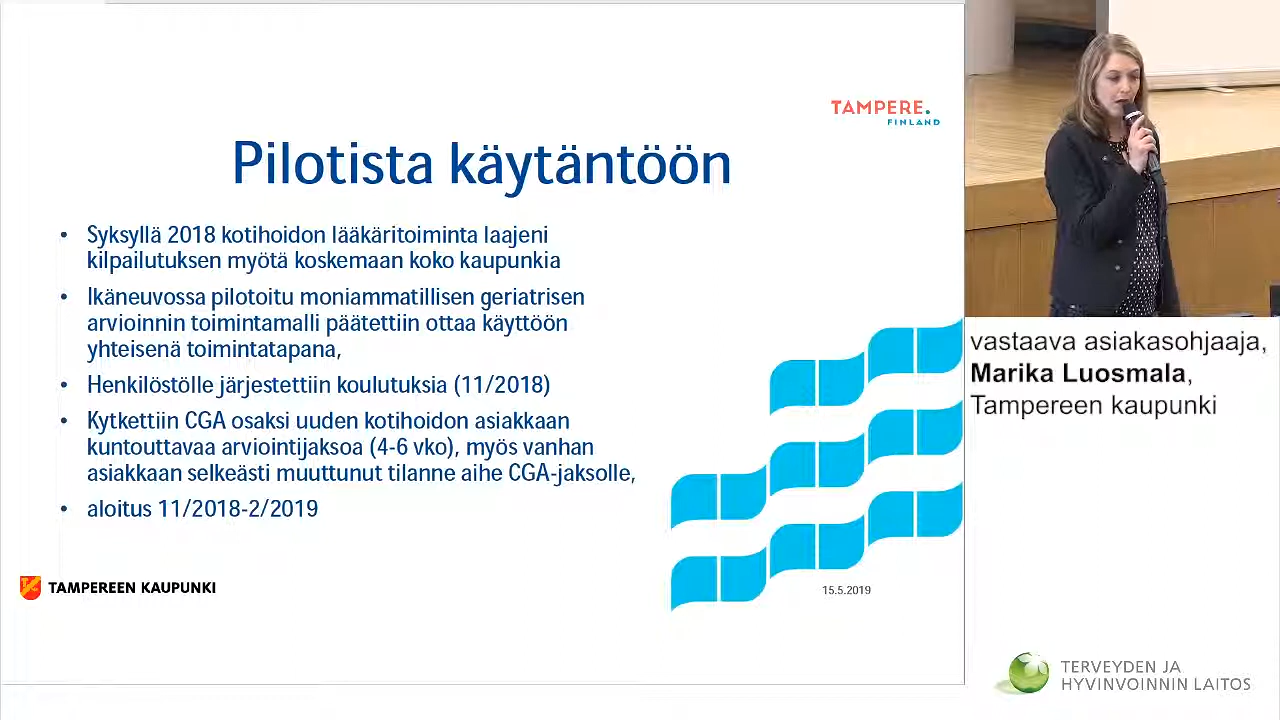 TAMPERE.
FINLAND
Pilotista käytäntöön
• Syksyllä 2018 kotihoidon lääkäritoiminta laajeni
kilpailutuksen myötä koskemaan koko kaupunkia
• Ikäneuvossa pilotoitu moniammatillisen geriatrisen
arvioinnin toimintamalli päätettiin ottaa käyttöön
yhteisenä toimintatapana,
• Henkilöstölle järjestettiin koulutuksia (11/2018)
• Kytkettiin CGA osaksi uuden kotihoidon asiakkaan
kuntouttavaa arviointijaksoa (4-6 vko), myös vanhan
asiakkaan selkeästi muuttunut tilanne aihe CGA-jaksolle,
• aloitus 11/2018-2/2019
TAMPEREEN KAUPUNKI
15.5.2019
vastaava asiakasohjaaja,
Marika Luosmala,
Tampereen kaupunki
TERVEYDEN JA
HYVINVOINNIN LAITOS